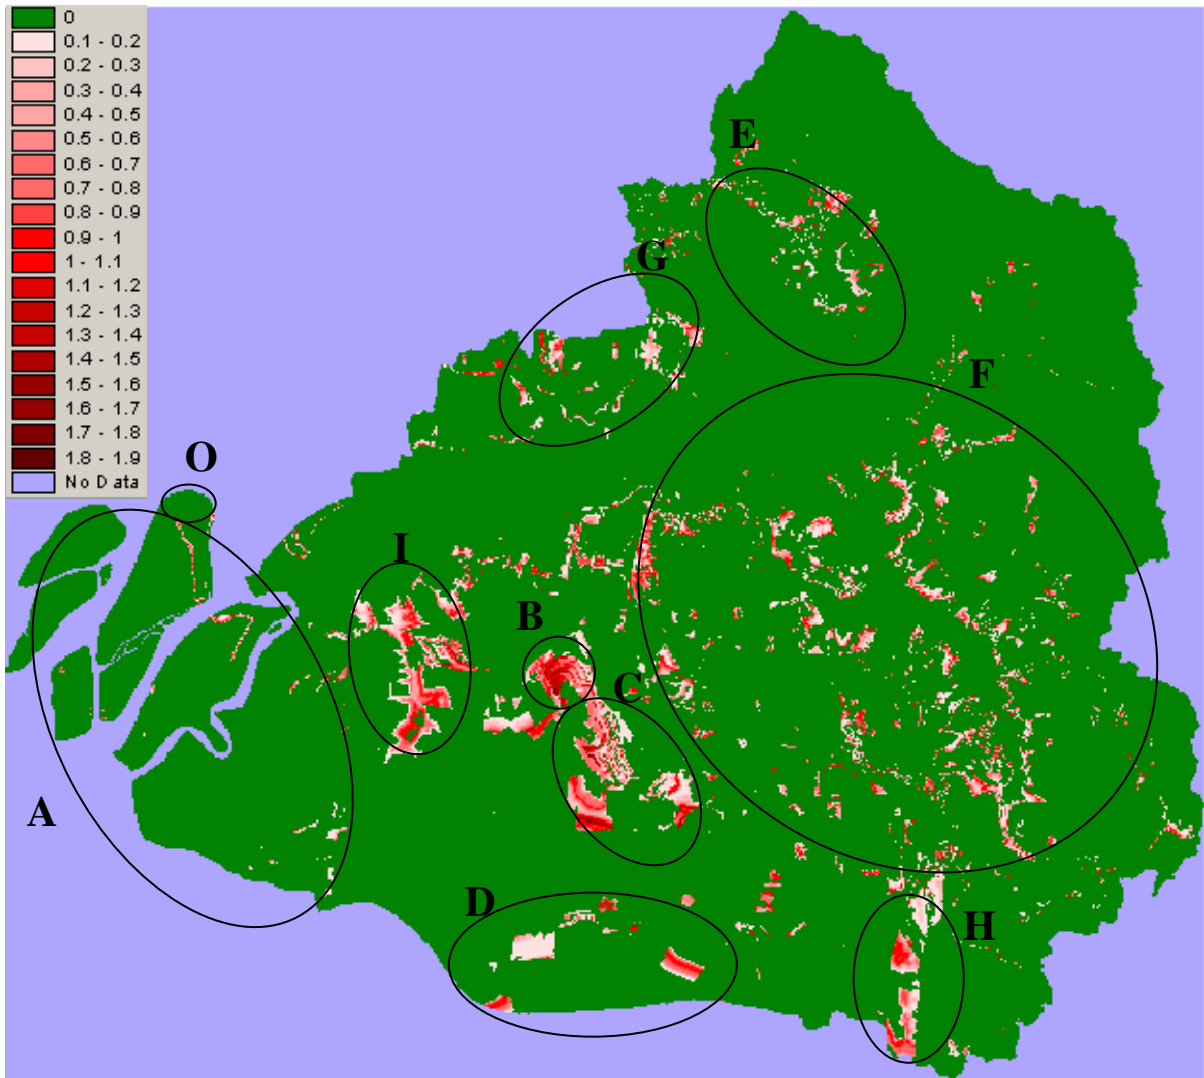 0
0.1 - 0.2
0.2 - 0.3
0.3 - 0.4
0.4 - 0.5
0.5 - 0.6
0.6 - 0.7
0.7 - 0.8
0.8 - 0.9
0.9 - 1
1 - 1.1
1.1 - 1.2
1.2 - 1.3
1.3 - 1.4
1.4 - 1.5
1.5 - 1.6
1.6 - 1.7
1.7 - 1.8
1.8 - 1.9
No Data
E
G
F
O
I
B
C
A
D
H